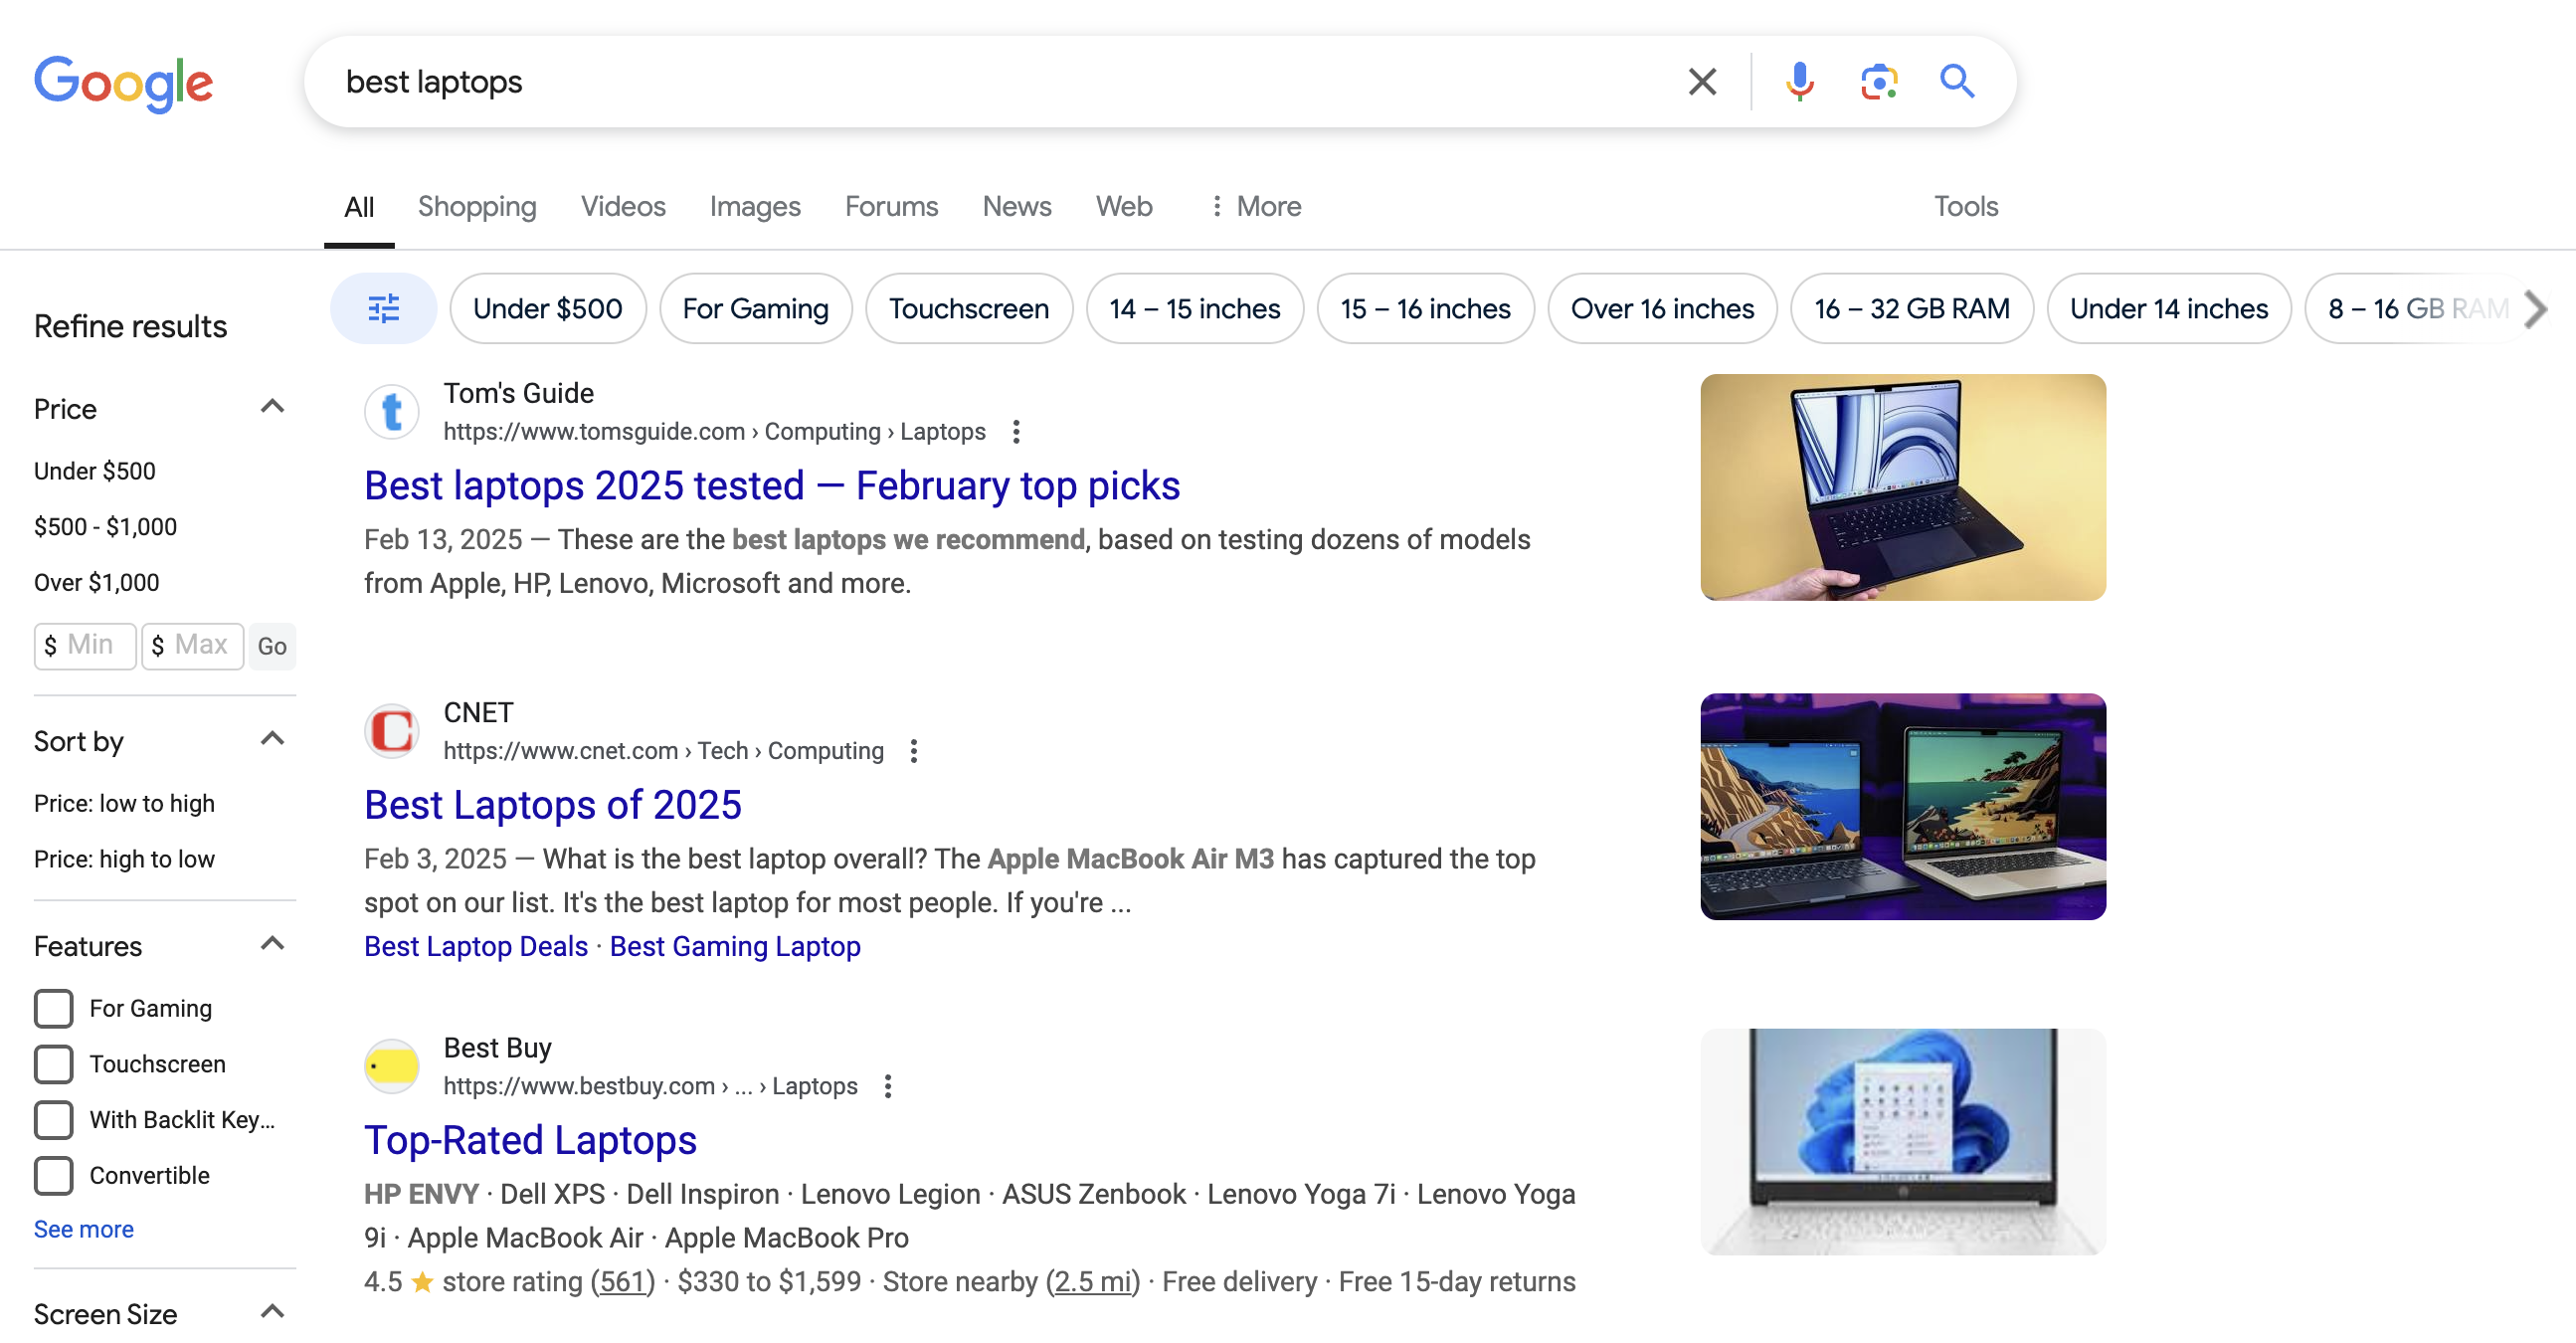 Google
best laptops
All Shopping Videos Images Forums News Web More Tools
Under $500 For Gaming Touchscreen 14 – 15 inches 15 – 16 inches Over 16 inches 16 – 32 GB RAM Under 14 inches 8 – 16 GB RAM
Refine results
Price
Under $500
$500 - $1,000
Over $1,000
$ Min $ Max Go
Sort by
Price: low to high
Price: high to low
Features
For Gaming
Touchscreen
With Backlit Key...
Convertible
See more
Screen Size
t
Tom's Guide
https://www.tomsguide.com › Computing › Laptops
Best laptops 2025 tested — February top picks
Feb 13, 2025 — These are the best laptops we recommend, based on testing dozens of models
from Apple, HP, Lenovo, Microsoft and more.
C
CNET
https://www.cnet.com › Tech › Computing
Best Laptops of 2025
Feb 3, 2025 — What is the best laptop overall? The Apple MacBook Air M3 has captured the top
spot on our list. It's the best laptop for most people. If you're ...
Best Laptop Deals · Best Gaming Laptop
Best Buy
https://www.bestbuy.com › ... › Laptops
Top-Rated Laptops
HP ENVY · Dell XPS · Dell Inspiron · Lenovo Legion · ASUS Zenbook · Lenovo Yoga 7i · Lenovo Yoga
9i · Apple MacBook Air · Apple MacBook Pro
4.5 ★ store rating (561) · $330 to $1,599 · Store nearby (2.5 mi) · Free delivery · Free 15-day returns